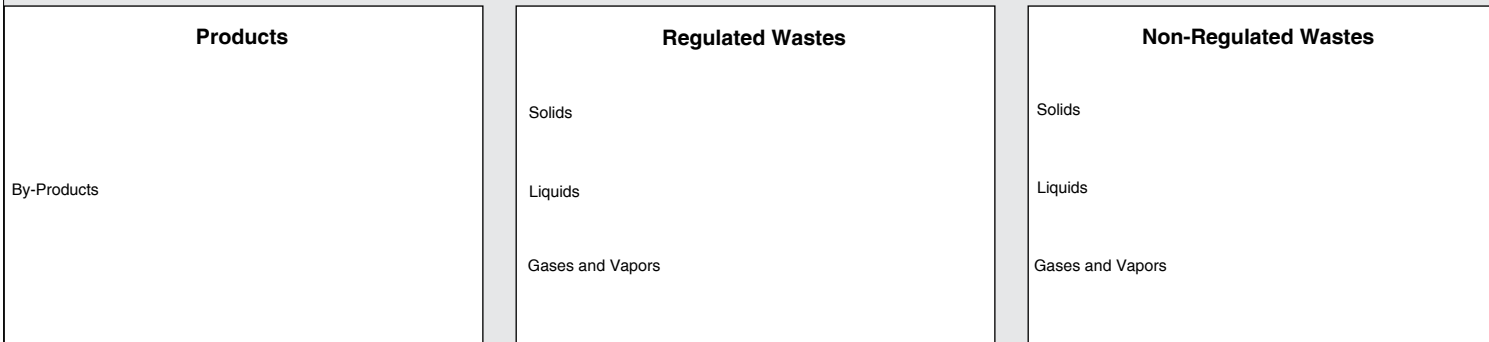 Products
By-Products
Regulated Wastes
Solids
Liquids
Gases and Vapors
Non-Regulated Wastes
Solids
Liquids
Gases and Vapors